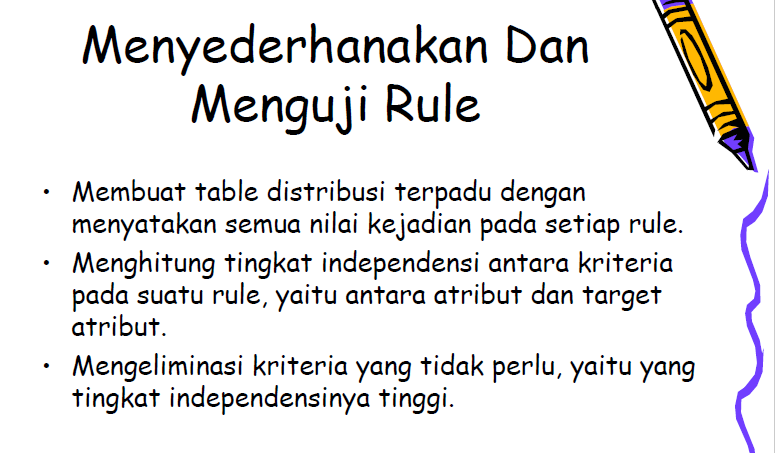 Menyederhanakan Dan
Menguji Rule
• Membuat table distribusi terpadu dengan
menyatakan semua nilai kejadian pada setiap rule.
• Menghitung tingkat independensi antara kriteria
pada suatu rule, yaitu antara atribut dan target
atribut.
• Mengeliminasi kriteria yang tidak perlu, yaitu yang
tingkat independensinya tinggi.